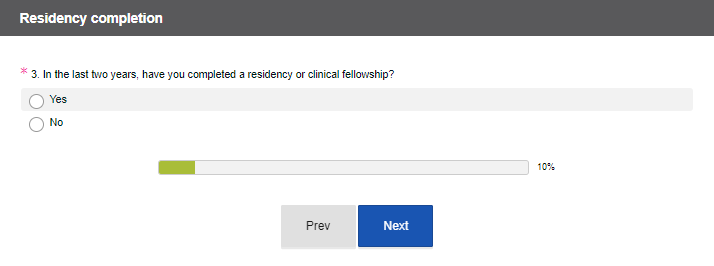 Residency completion
* 3. In the last two years, have you completed a residency or clinical fellowship?
Yes
No
10%
Prev Next